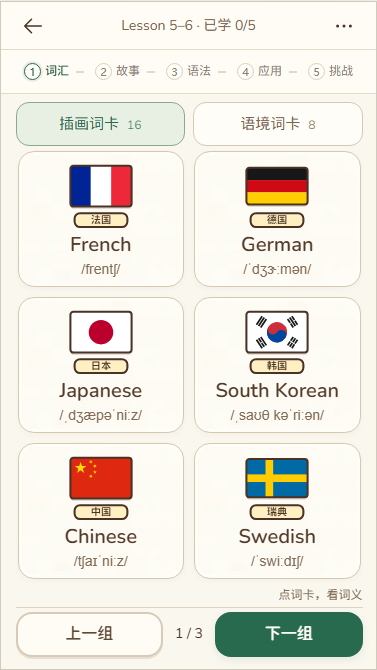 Lesson 5–6 · 已学 0/5
1 词汇 2 故事 3 语法 4 应用 5 挑战
插画词卡 16
语境词卡 8
法国
French
/frentʃ/
德国
German
/ˈdʒɝːmən/
日本
Japanese
/ˌdʒæpəˈniːz/
韩国
South Korean
/ˌsaʊθ kəˈriːən/
中国
Chinese
/tʃaɪˈniːz/
瑞典
Swedish
/ˈswiːdɪʃ/
点词卡，看词义
上一组
1 / 3
下一组